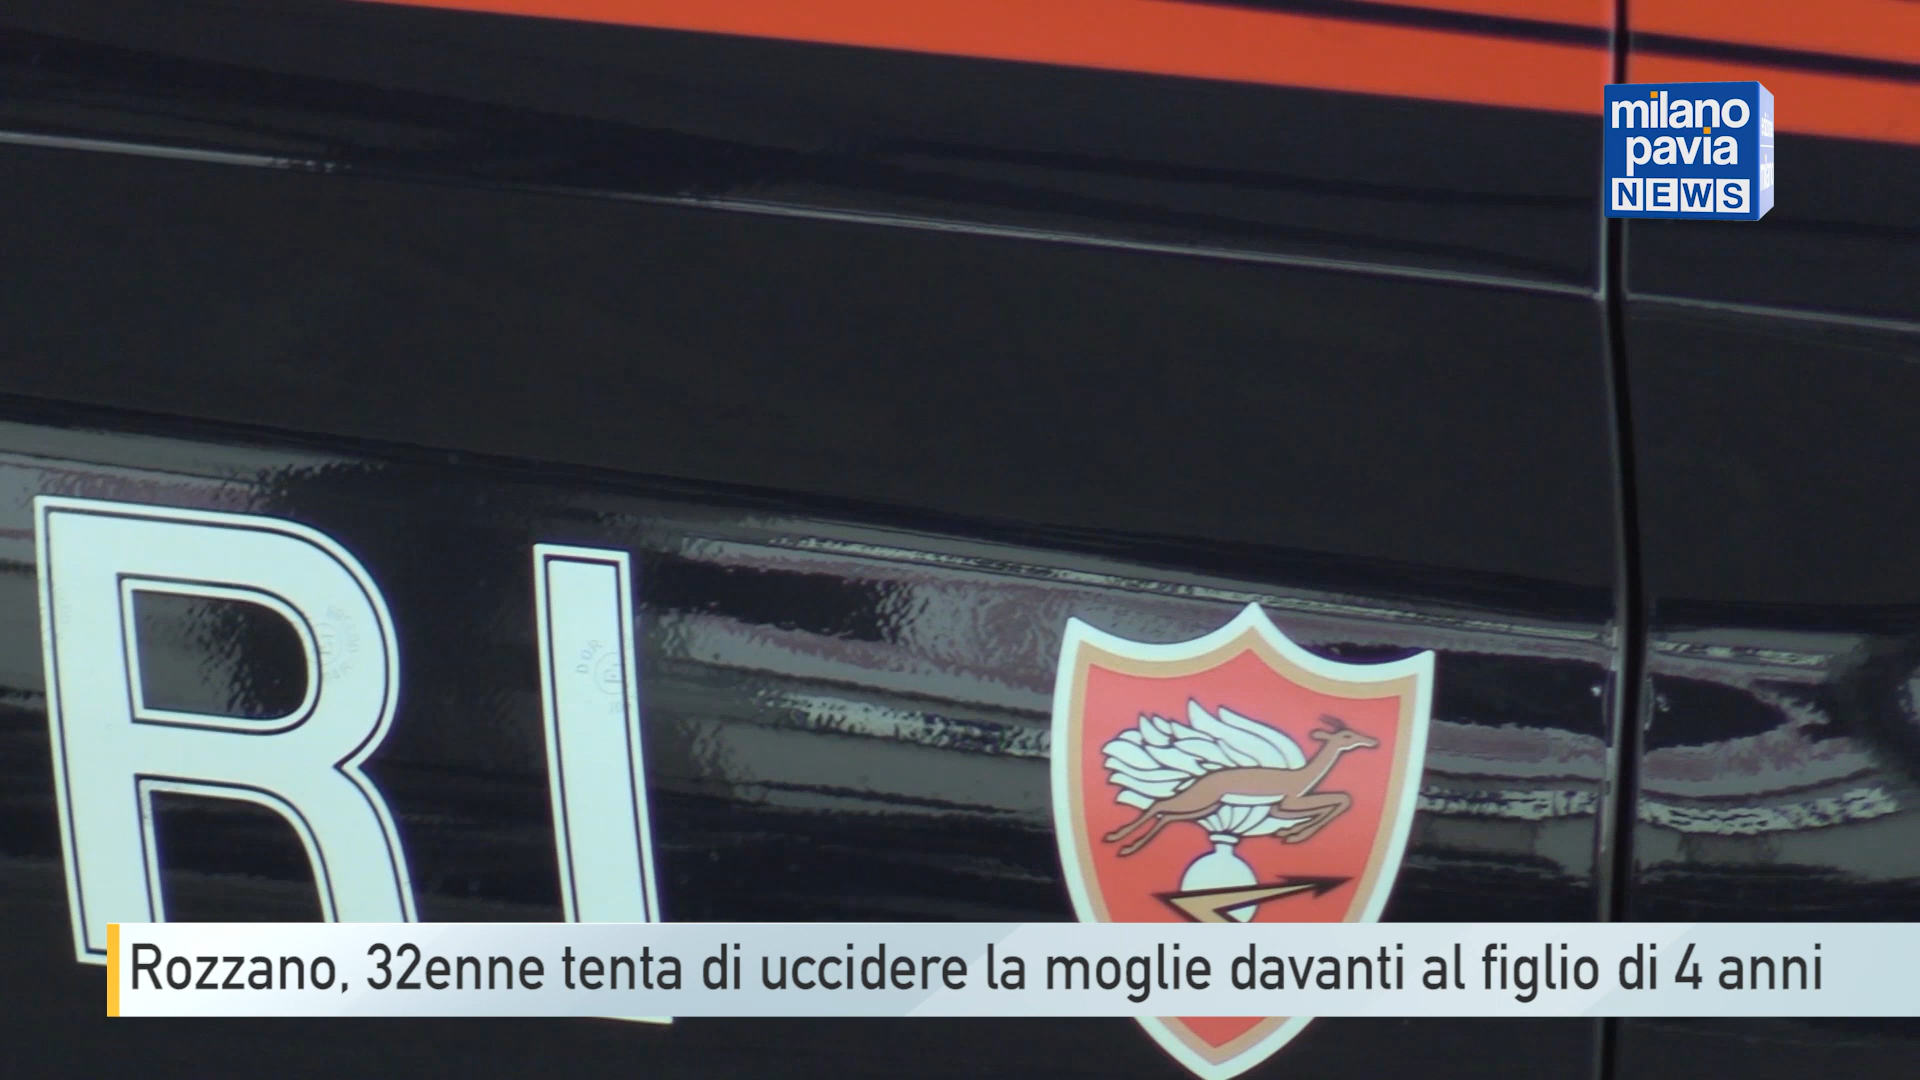 milano
pavia
NEWS
RI
Rozzano, 32enne tenta di uccidere la moglie davanti al figlio di 4 anni